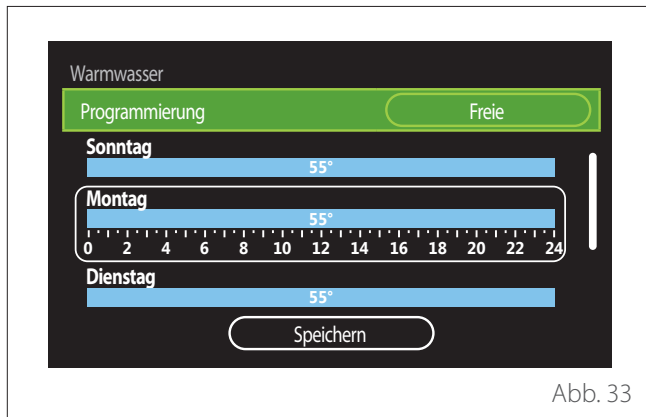 Warmwasser
Programmierung Freie
Sonntag
55°
Montag
55°
0 2 4 6 8 10 12 14 16 18 20 22 24
Dienstag
55°
Speichern
Abb. 33